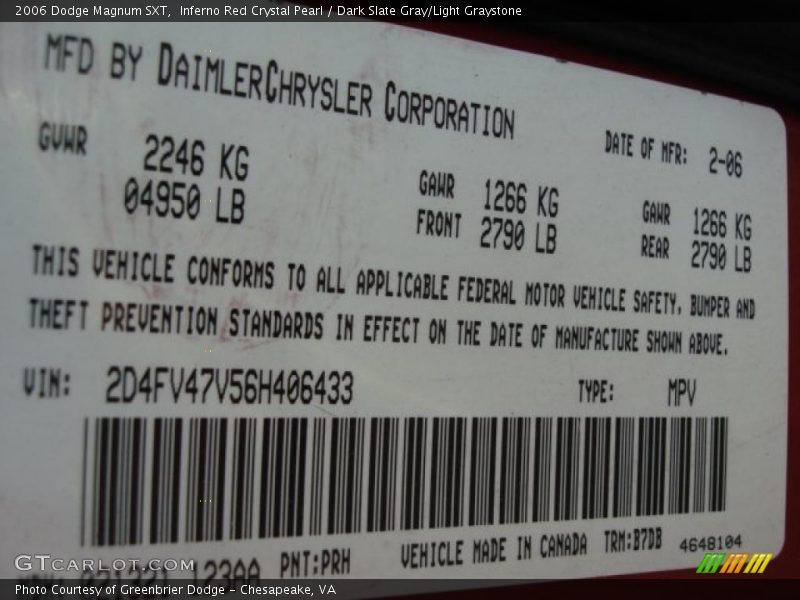 2006 Dodge Magnum SXT,  Inferno Red Crystal Pearl / Dark Slate Gray/Light Graystone
MFD BY DAIMLERCHRYSLER CORPORATION
DATE OF MFR: 2-06
GVWR 2246 KG
04950 LB
GAWR 1266 KG
FRONT 2790 LB
GAWR 1266 KG
REAR 2790 LB
THIS VEHICLE CONFORMS TO ALL APPLICABLE FEDERAL MOTOR VEHICLE SAFETY, BUMPER AND
THEFT PREVENTION STANDARDS IN EFFECT ON THE DATE OF MANUFACTURE SHOWN ABOVE.
VIN: 2D4FV47V56H406433 TYPE: MPV
PNT:PRH VEHICLE MADE IN CANADA TRM:B7DB 4648104
123AA
GTCARLOT.COM
Photo Courtesy of Greenbrier Dodge – Chesapeake, VA